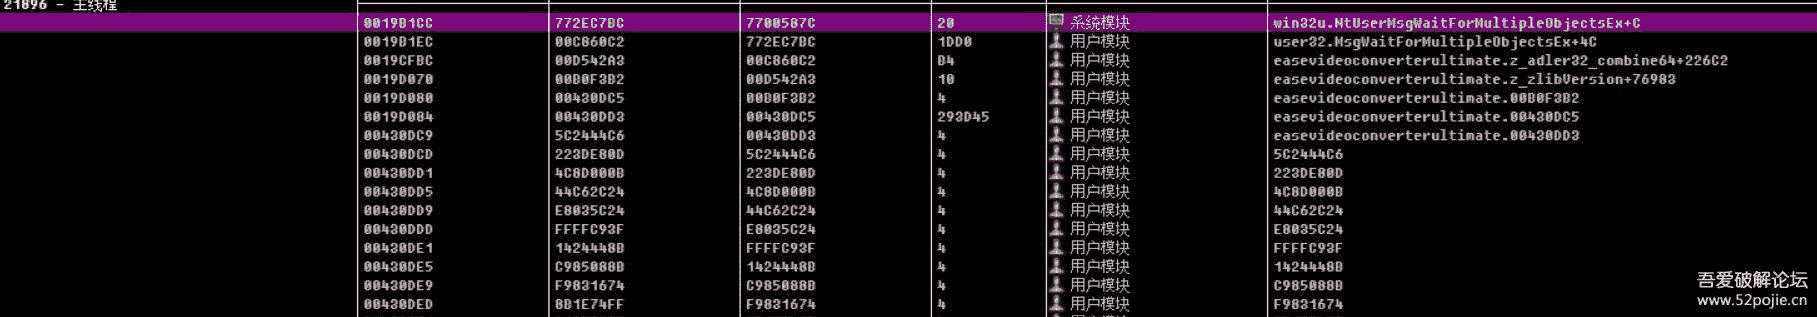 21896 - 主线程
0019B1CC 772EC7BC 7700587C 20 系统模块 win32u.NtUserMsgWaitForMultipleObjectsEx+C
0019B1EC 00C860C2 772EC7BC 1DD0 用户模块 user32.MsgWaitForMultipleObjectsEx+4C
0019CFBC 00D542A3 00C860C2 B4 用户模块 easevideoconverterultimate.z_adler32_combine64+226C2
0019D070 00B0F3B2 00D542A3 10 用户模块 easevideoconverterultimate.z_zlibVersion+76983
0019D080 00430DC5 00B0F3B2 4 用户模块 easevideoconverterultimate.00B0F3B2
0019D084 00430DD3 00430DC5 293D45 用户模块 easevideoconverterultimate.00430DC5
00430DC9 5C2444C6 00430DD3 4 用户模块 easevideoconverterultimate.00430DD3
00430DCD 223DE80D 5C2444C6 4 用户模块 5C2444C6
00430DD1 4C8D000B 223DE80D 4 用户模块 223DE80D
00430DD5 44C62C24 4C8D000B 4 用户模块 4C8D000B
00430DD9 E8035C24 44C62C24 4 用户模块 44C62C24
00430DDD FFFFC93F E8035C24 4 用户模块 E8035C24
00430DE1 1424448B FFFFC93F 4 用户模块 FFFFC93F
00430DE5 C985088B 1424448B 4 用户模块 1424448B
00430DE9 F9831674 C985088B 4 用户模块 C985088B
00430DED 8B1E74FF F9831674 4 用户模块 F9831674
吾爱破解论坛
www.52pojie.cn